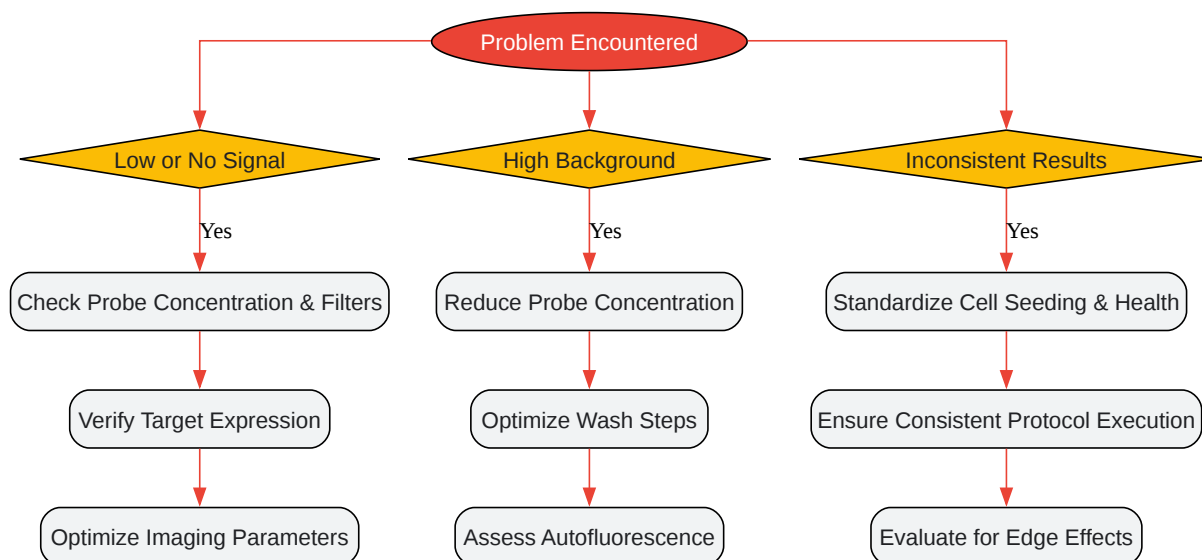 Problem Encountered
Low or No Signal
High Background
Inconsistent Results
Yes
Yes
Yes
Check Probe Concentration & Filters
Reduce Probe Concentration
Standardize Cell Seeding & Health
Verify Target Expression
Optimize Wash Steps
Ensure Consistent Protocol Execution
Optimize Imaging Parameters
Assess Autofluorescence
Evaluate for Edge Effects